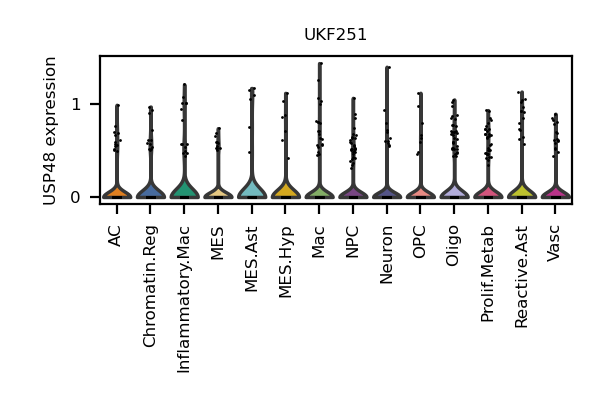 UKF251
USP48 expression
1
0
AC
Chromatin.Reg
Inflammatory.Mac
MES
MES.Ast
MES.Hyp
Mac
NPC
Neuron
OPC
Oligo
Prolif.Metab
Reactive.Ast
Vasc